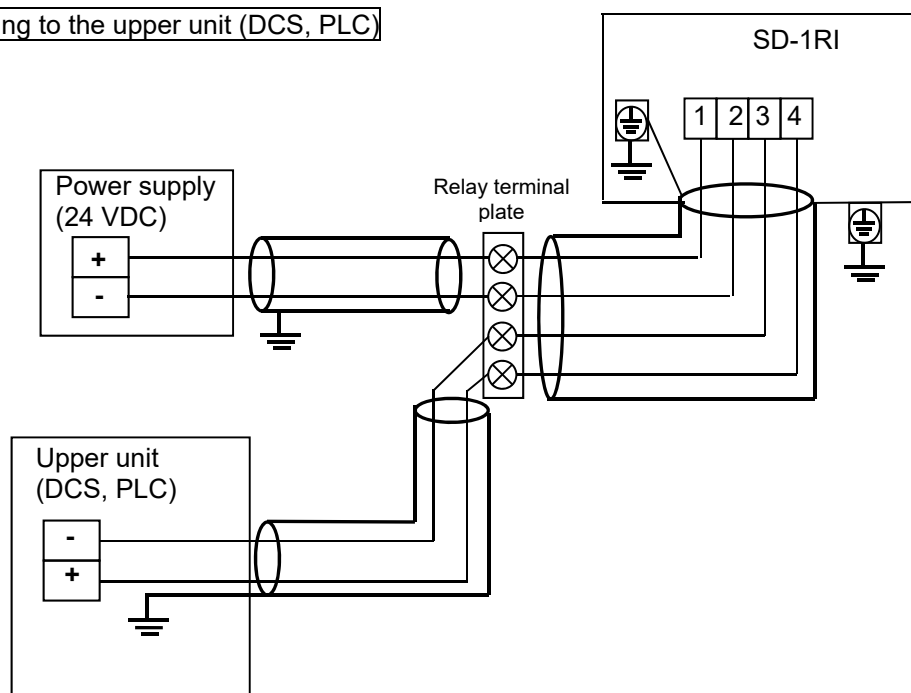 ng to the upper unit (DCS, PLC)
SD-1RI
1 2 3 4
Power supply
(24 VDC)
+
-
Relay terminal
plate
Upper unit
(DCS, PLC)
-
+